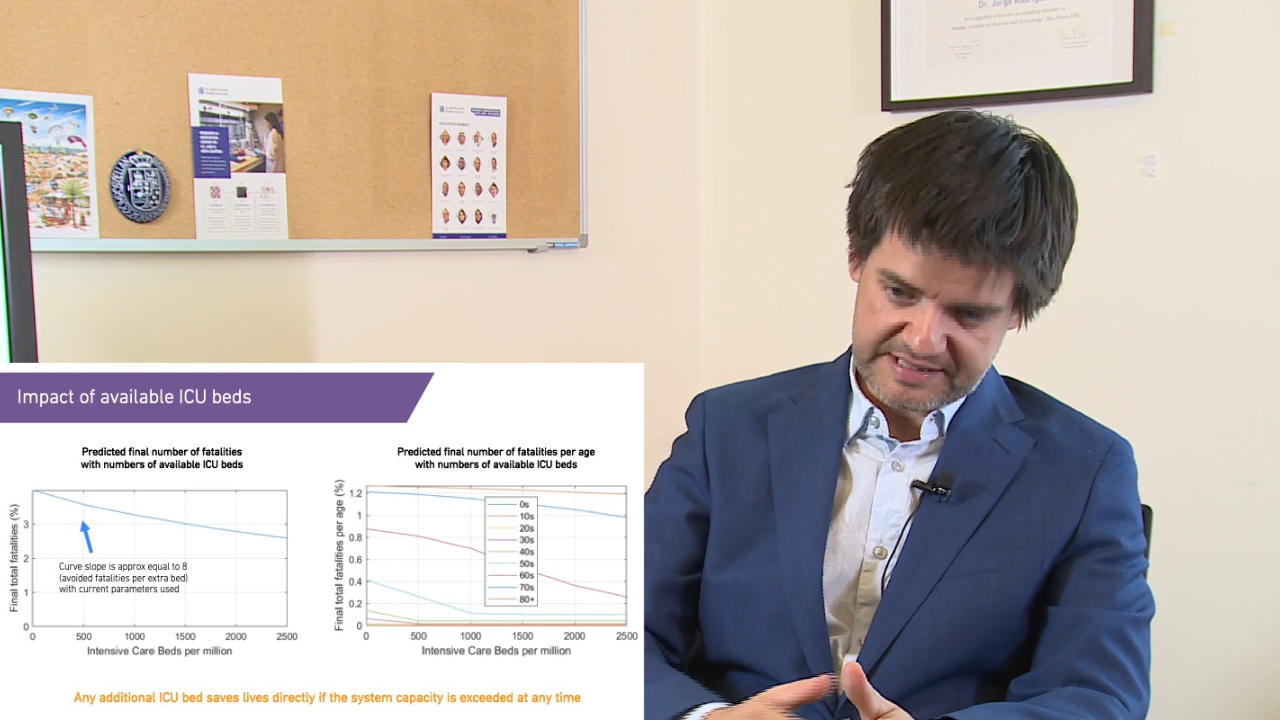 Dr. Jorge
Impact of available ICU beds
Predicted final number of fatalities
with numbers of available ICU beds
Final total fatalities (%)
3
2
1
0
Curve slope is approx equal to 8
(avoided fatalities per extra bed)
with current parameters used
0 500 1000 1500 2000 2500
Intensive Care Beds per million
Predicted final number of fatalities per age
with numbers of available ICU beds
Final total fatalities per age (%)
1.2
1
0.8
0.6
0.4
0.2
0
0s
10s
20s
30s
40s
50s
60s
70s
80+
0 500 1000 1500 2000 2500
Intensive Care Beds per million
Any additional ICU bed saves lives directly if the system capacity is exceeded at any time